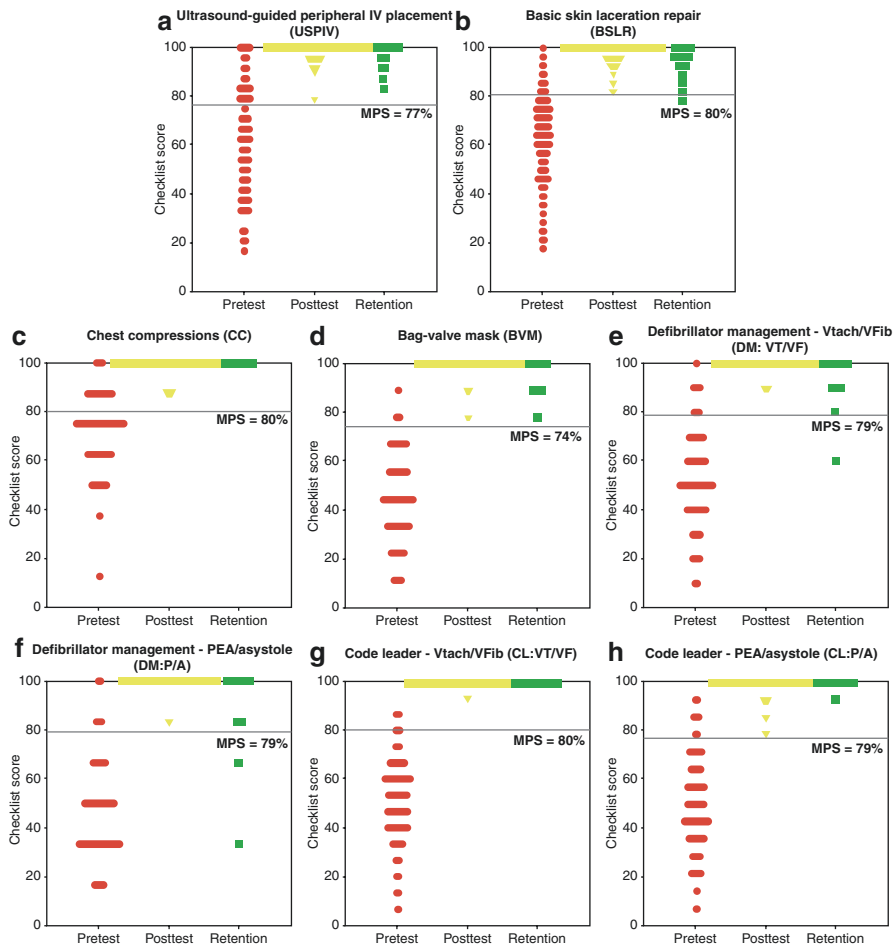 a
Ultrasound-guided peripheral IV placement
(USPIV)
Checklist score
100
80
60
40
20
0
MPS = 77%
Pretest
Posttest
Retention
b
Basic skin laceration repair
(BSLR)
Checklist score
100
80
60
40
20
0
MPS = 80%
Pretest
Posttest
Retention
c
Chest compressions (CC)
Checklist score
100
80
60
40
20
0
MPS = 80%
Pretest
Posttest
Retention
d
Bag-valve mask (BVM)
Checklist score
100
80
60
40
20
0
MPS = 74%
Pretest
Posttest
Retention
e
Defibrillator management - Vtach/VFib
(DM: VT/VF)
Checklist score
100
80
60
40
20
0
MPS = 79%
Pretest
Posttest
Retention
f
Defibrillator management - PEA/asystole
(DM:P/A)
Checklist score
100
80
60
40
20
0
MPS = 79%
Pretest
Posttest
Retention
g
Code leader - Vtach/VFib (CL:VT/VF)
Checklist score
100
80
60
40
20
0
MPS = 80%
Pretest
Posttest
Retention
h
Code leader - PEA/asystole (CL:P/A)
Checklist score
100
80
60
40
20
0
MPS = 79%
Pretest
Posttest
Retention